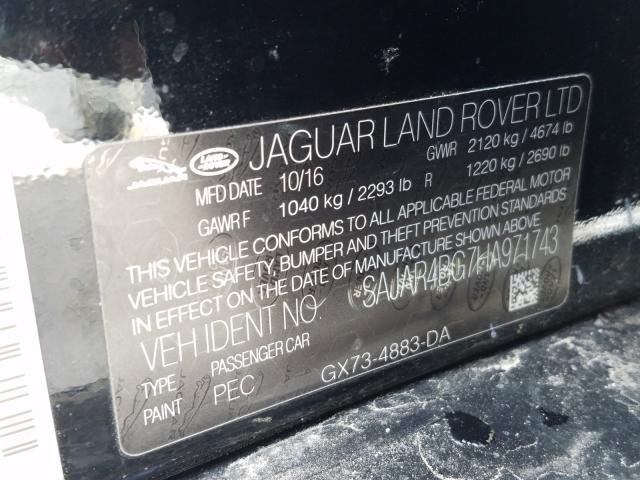 JAGUAR LAND ROVER JAGUAR LAND ROVER LTD
MFD DATE 10/16 GVWR 2120 kg / 4674 lb
GAWR F 1040 kg / 2293 lb R 1220 kg / 2690 lb
THIS VEHICLE CONFORMS TO ALL APPLICABLE FEDERAL MOTOR
VEHICLE SAFETY, BUMPER AND THEFT PREVENTION STANDARDS
IN EFFECT ON THE DATE OF MANUFACTURE SHOWN ABOVE
VEH IDENT NO. SAJAR4BG7HA971743
TYPE PASSENGER CAR
PAINT PEC GX73-4883-DA